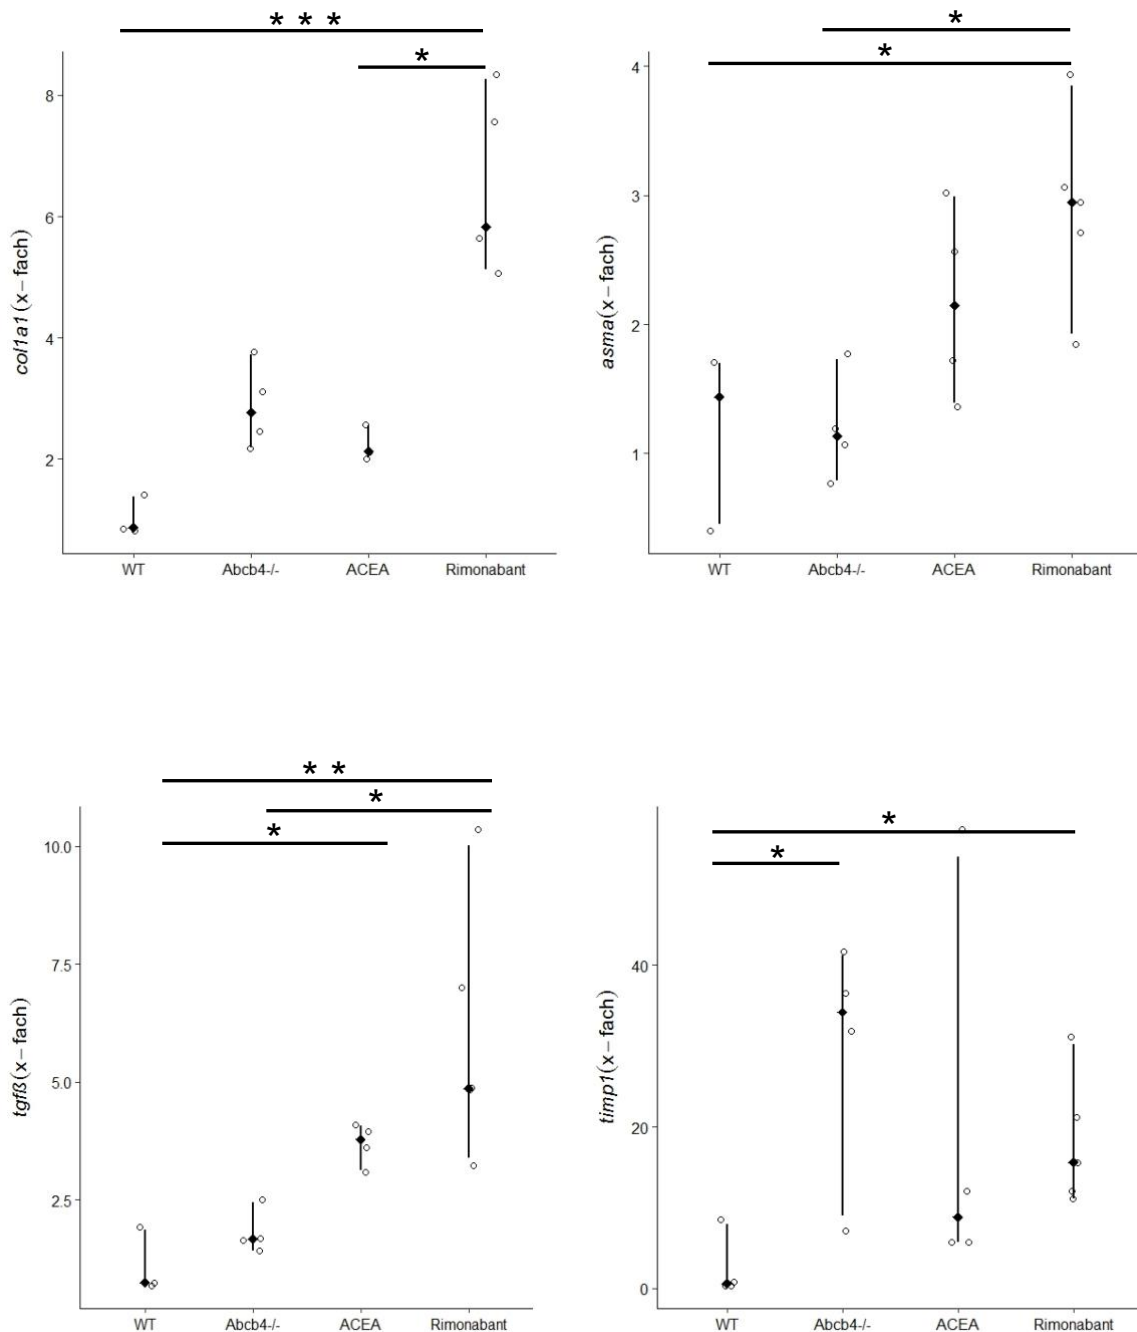 * * *
*
8
6
4
2
col1a1(x−fach)
WT Abcb4-/- ACEA Rimonabant
*
*
4
3
2
1
asma(x−fach)
WT Abcb4-/- ACEA Rimonabant
* *
*
*
10.0
7.5
5.0
2.5
tgfß(x−fach)
WT Abcb4-/- ACEA Rimonabant
*
*
40
20
0
timp1(x−fach)
WT Abcb4-/- ACEA Rimonabant